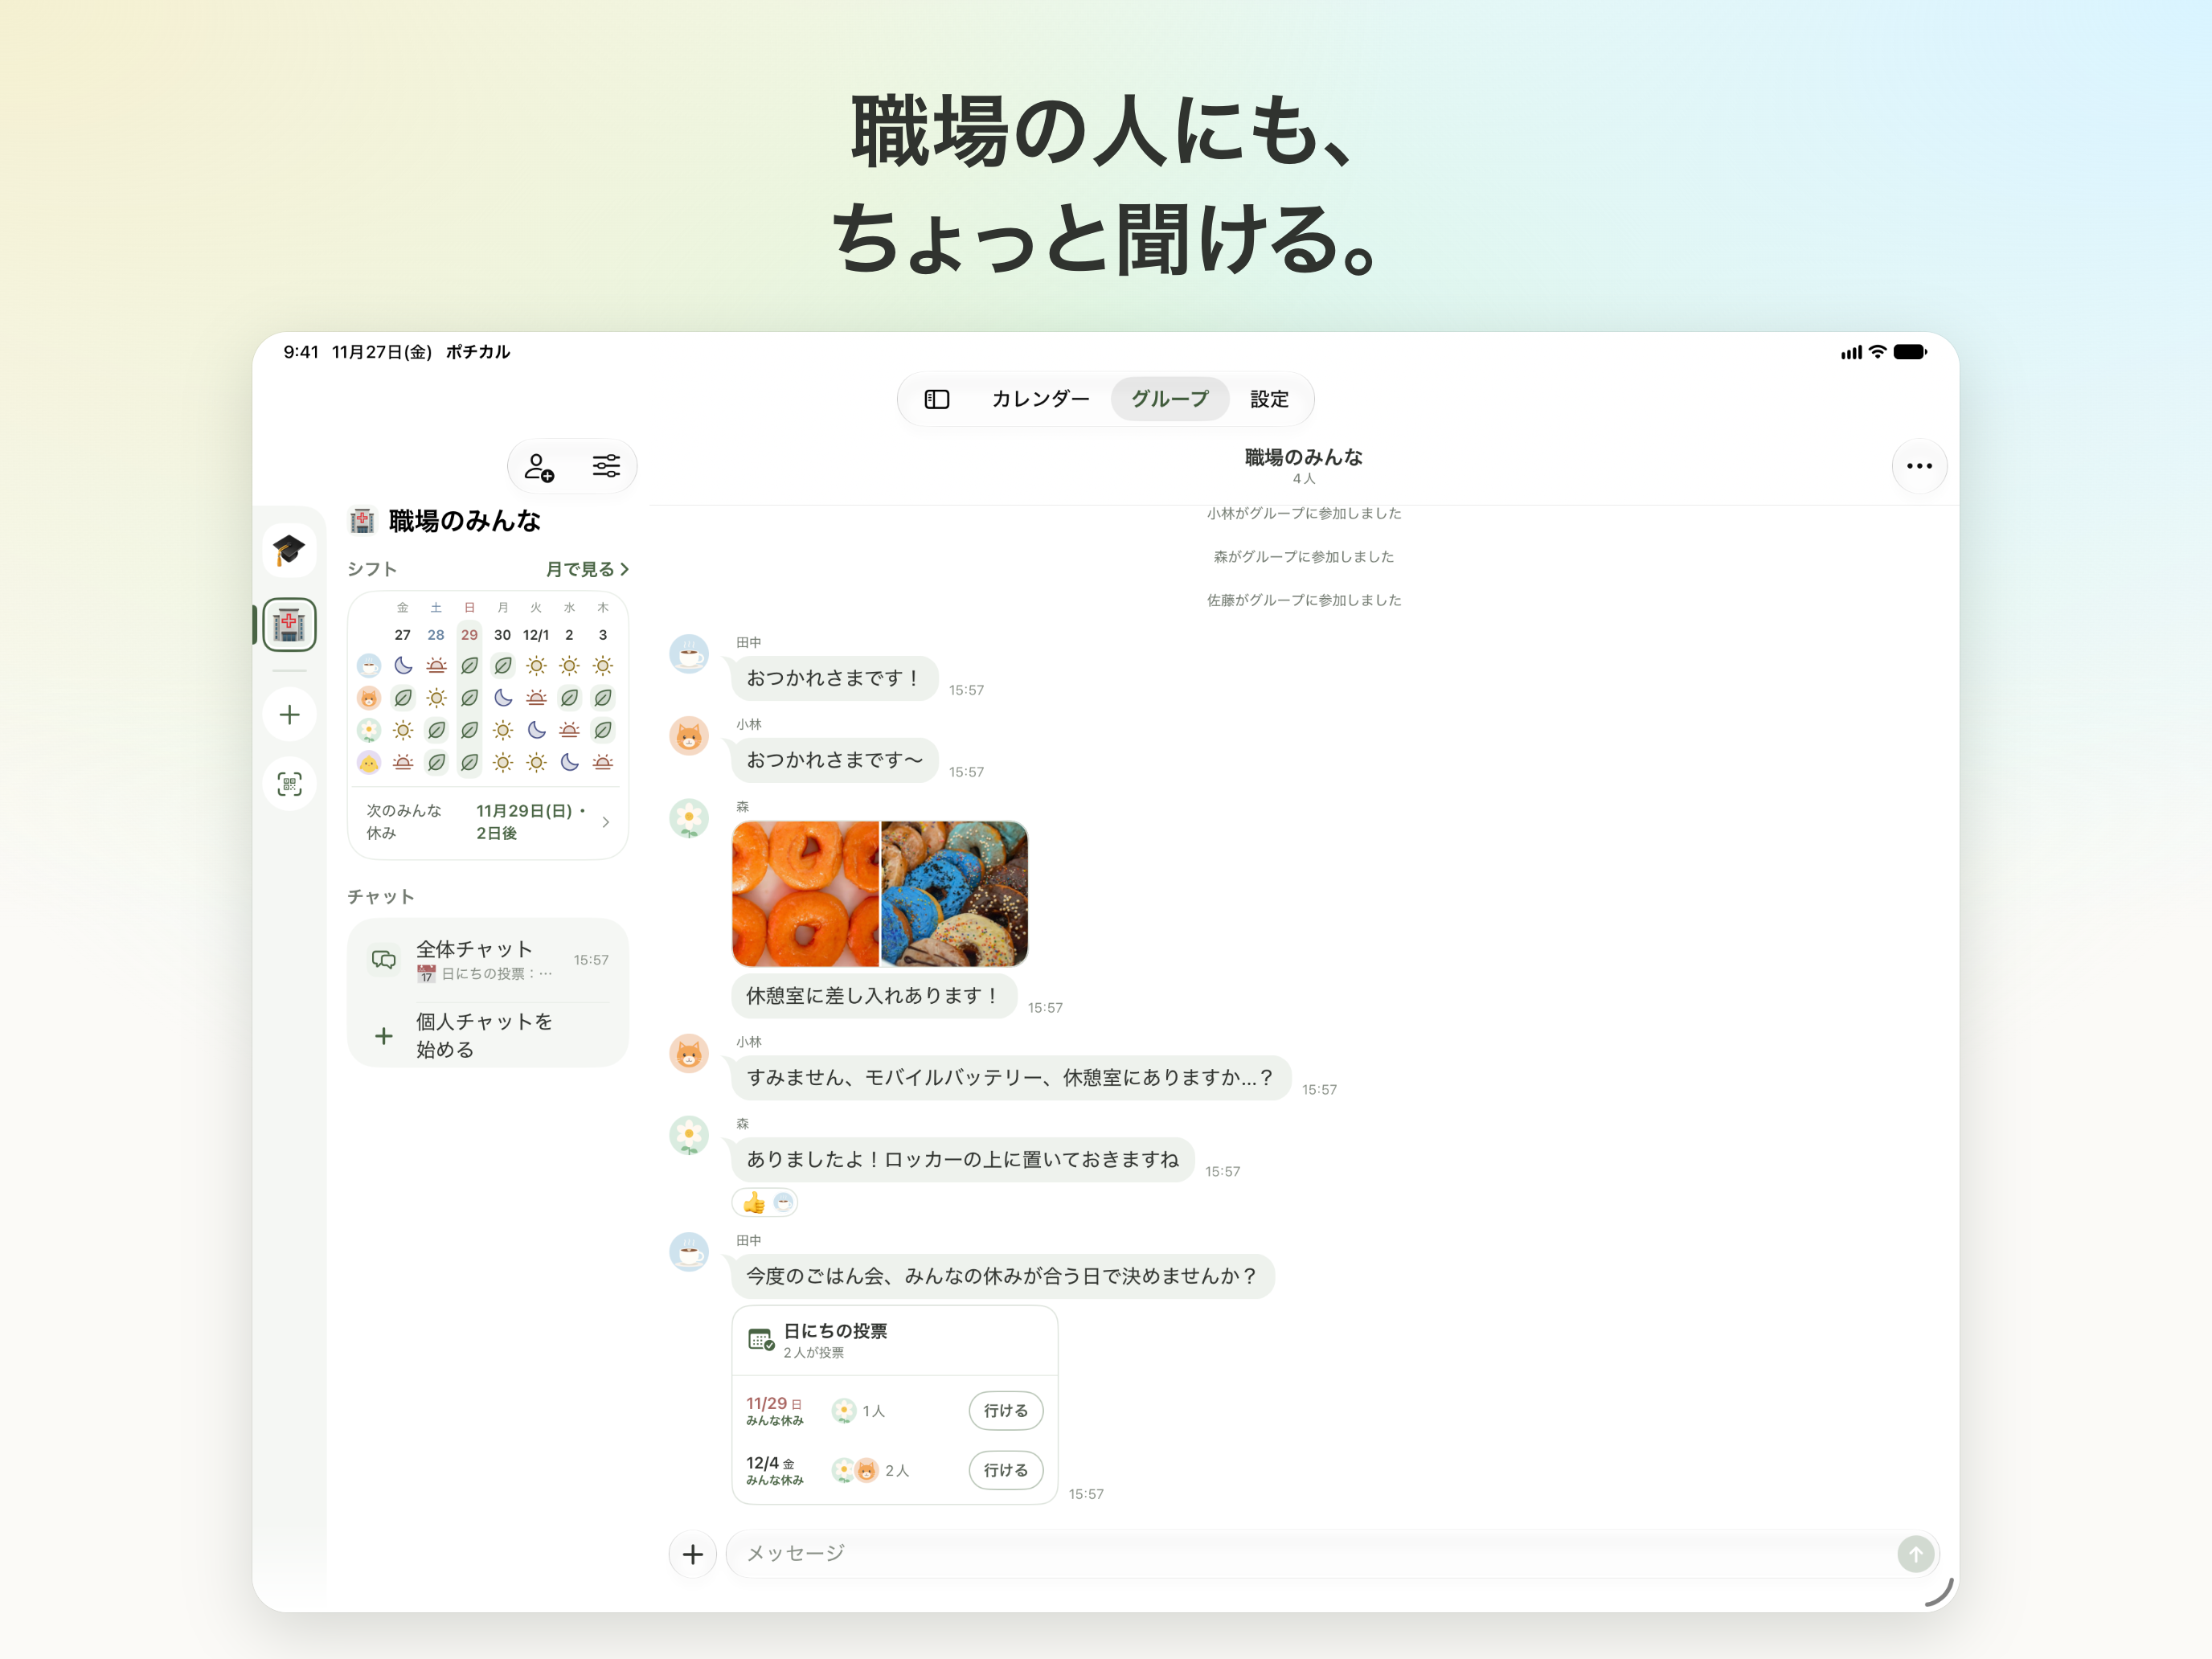 職場の人にも、
ちょっと聞ける。
9:41 11月27日(金) ポチカル
カレンダー グループ 設定
職場のみんな
4人
職場のみんな
シフト 月で見る
金 土 日 月 火 水 木
27 28 29 30 12/1 2 3
次のみんな
休み
11月29日(日)・
2日後
チャット
全体チャット
15:57
17 日にちの投票：…
個人チャットを
始める
小林がグループに参加しました
森がグループに参加しました
佐藤がグループに参加しました
田中
おつかれさまです！
15:57
小林
おつかれさまです〜
15:57
森
休憩室に差し入れあります！
15:57
小林
すみません、モバイルバッテリー、休憩室にありますか…？
15:57
森
ありましたよ！ロッカーの上に置いておきますね
15:57
田中
今度のごはん会、みんなの休みが合う日で決めませんか？
日にちの投票
2人が投票
11/29 日
みんな休み
1人
行ける
12/4 金
みんな休み
2人
行ける
15:57
メッセージ